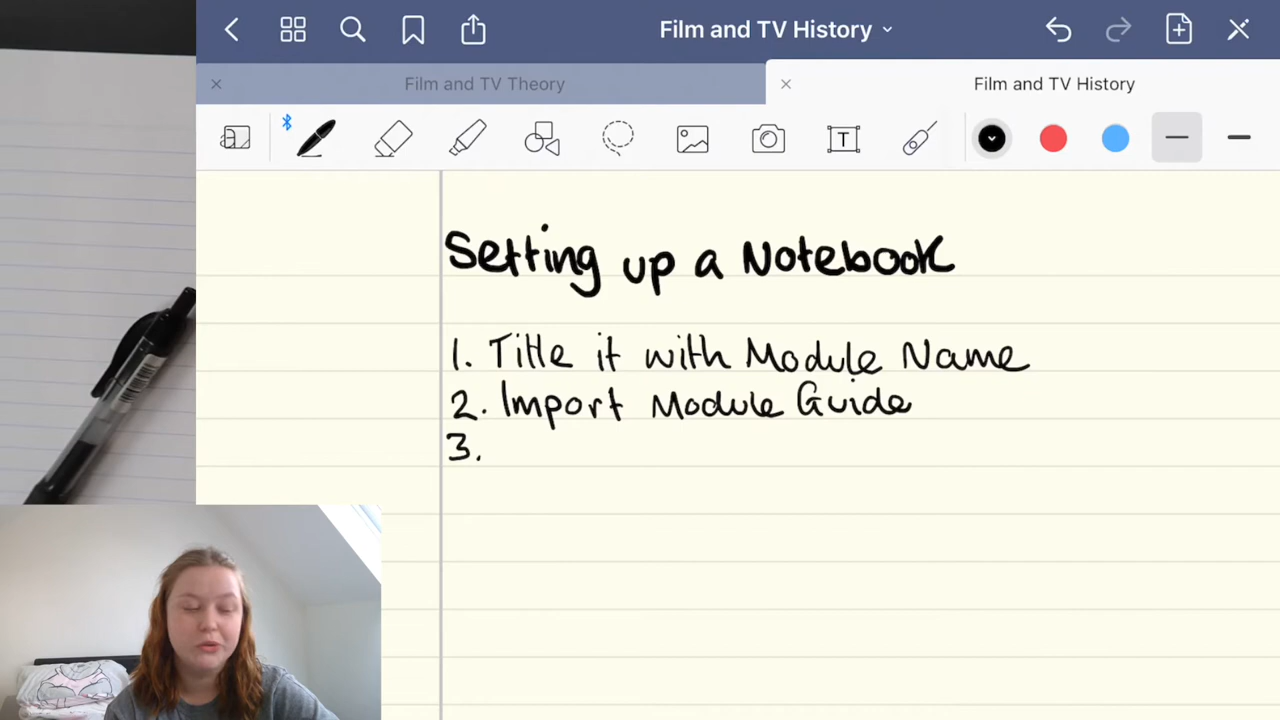 Film and TV History
Film and TV Theory
Film and TV History
Setting up a Notebook
1. Title it with Module Name
2. Import Module Guide
3.